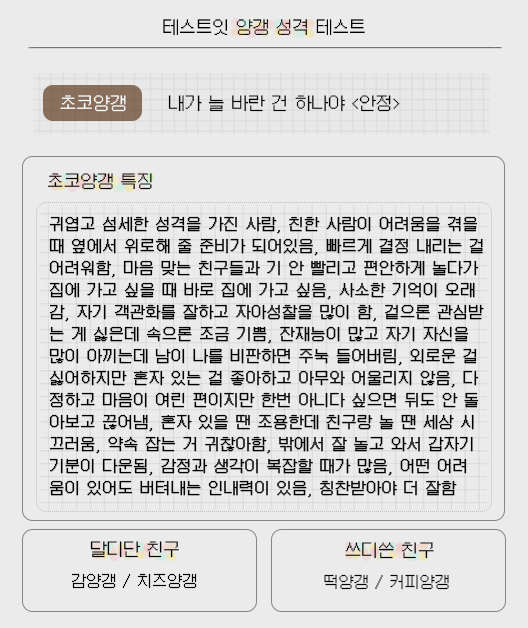 테스트잇 양갱 성격 테스트
초코양갱
내가 늘 바란 건 하나야 <안정>
초코양갱 특징
귀엽고 섬세한 성격을 가진 사람, 친한 사람이 어려움을 겪을
때 옆에서 위로해 줄 준비가 되어있음, 빠르게 결정 내리는 걸
어려워함, 마음 맞는 친구들과 기 안 빨리고 편안하게 놀다가
집에 가고 싶을 때 바로 집에 가고 싶음, 사소한 기억이 오래
감, 자기 객관화를 잘하고 자아성찰을 많이 함, 겉으론 관심받
는 게 싫은데 속으론 조금 기쁨, 잔재능이 많고 자기 자신을
많이 아끼는데 남이 나를 비판하면 주눅 들어버림, 외로운 걸
싫어하지만 혼자 있는 걸 좋아하고 아무와 어울리지 않음, 다
정하고 마음이 여린 편이지만 한번 아니다 싶으면 뒤도 안 돌
아보고 끊어냄, 혼자 있을 땐 조용한데 친구랑 놀 땐 세상 시
끄러움, 약속 잡는 거 귀찮아함, 밖에서 잘 놀고 와서 갑자기
기분이 다운됨, 감정과 생각이 복잡할 때가 많음, 어떤 어려
움이 있어도 버텨내는 인내력이 있음, 칭찬받아야 더 잘함
달디단 친구
감양갱 / 치즈양갱
쓰디쓴 친구
떡양갱 / 커피양갱